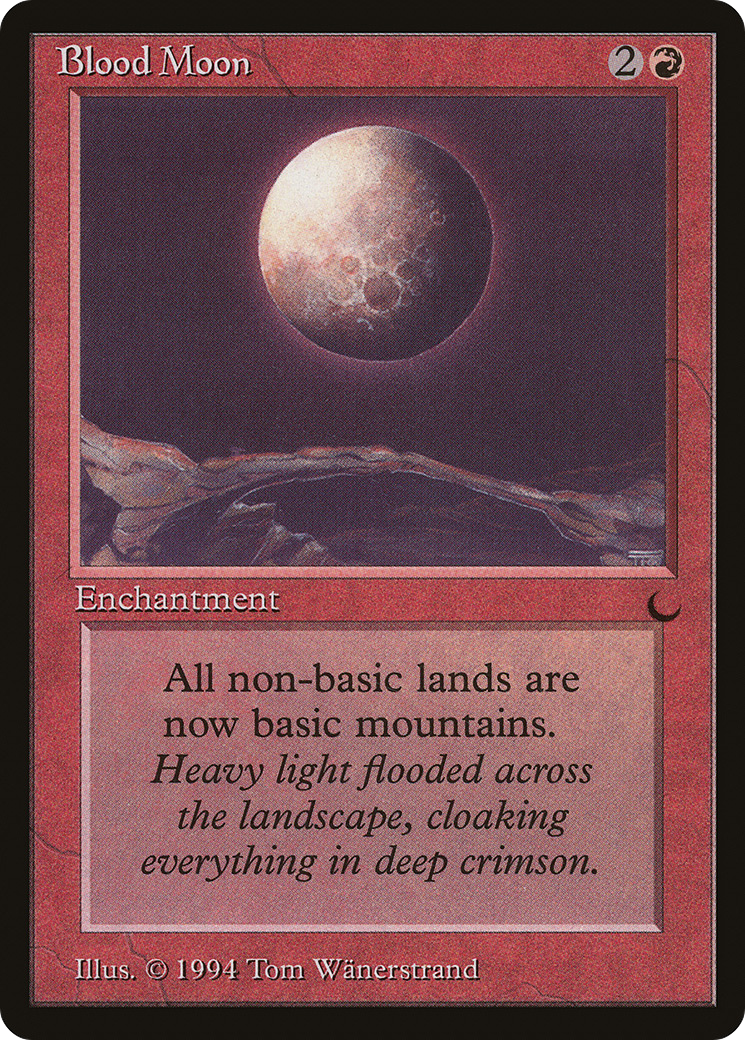 Blood Moon 2
Enchantment
All non-basic lands are
now basic mountains.
Heavy light flooded across
the landscape, cloaking
everything in deep crimson.
Illus. © 1994 Tom Wänerstrand